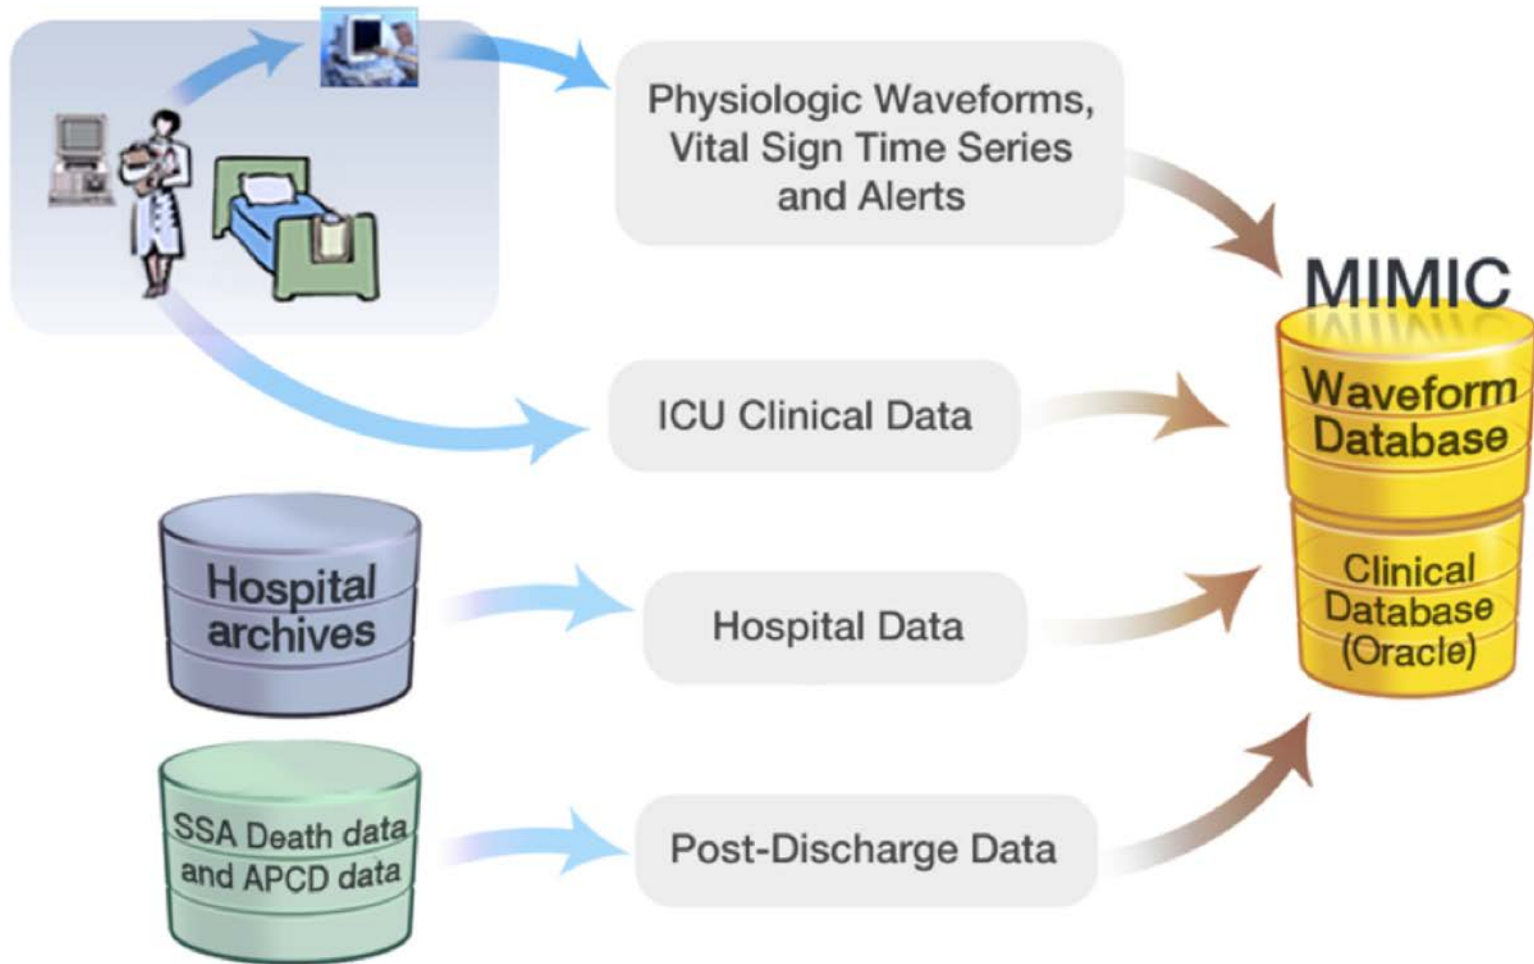 Physiologic Waveforms,
Vital Sign Time Series
and Alerts
MIMIC
Waveform
Database
ICU Clinical Data
Hospital
archives
Hospital Data
Clinical
Database
(Oracle)
SSA Death data
and APCD data
Post-Discharge Data